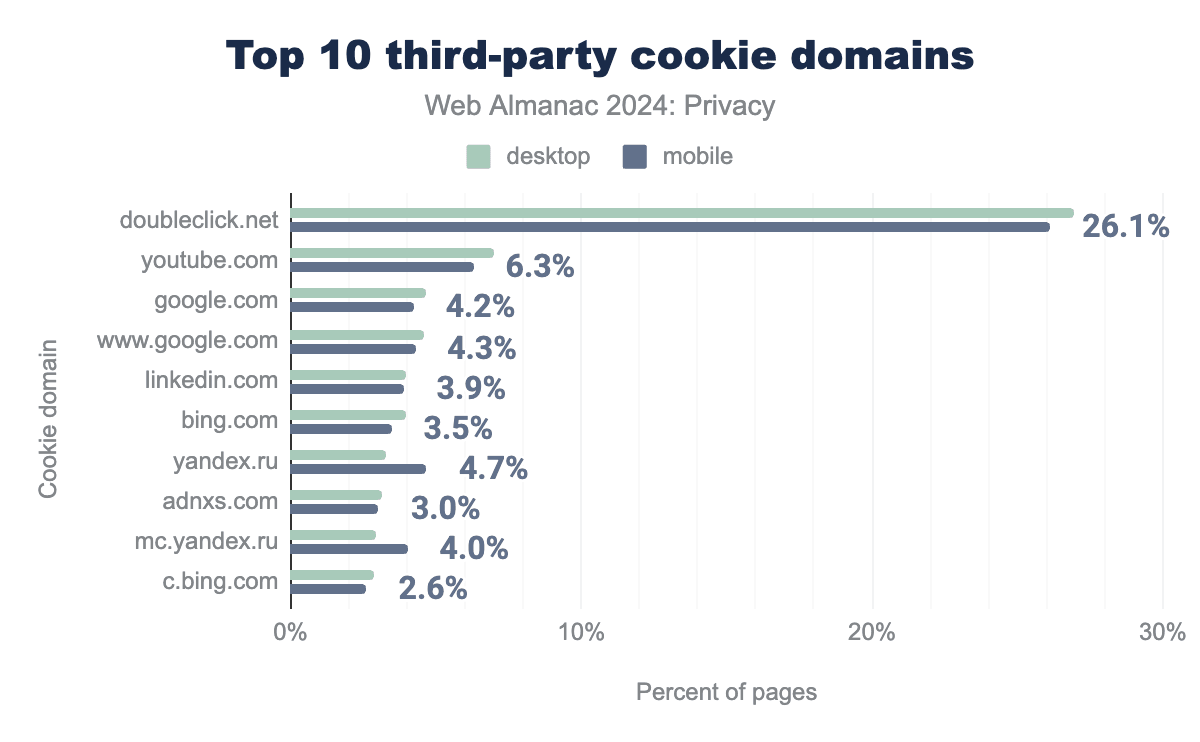 Top 10 third-party cookie domains
Web Almanac 2024: Privacy
desktop mobile
Cookie domain
doubleclick.net 26.1%
youtube.com 6.3%
google.com 4.2%
www.google.com 4.3%
linkedin.com 3.9%
bing.com 3.5%
yandex.ru 4.7%
adnxs.com 3.0%
mc.yandex.ru 4.0%
c.bing.com 2.6%
0% 10% 20% 30%
Percent of pages